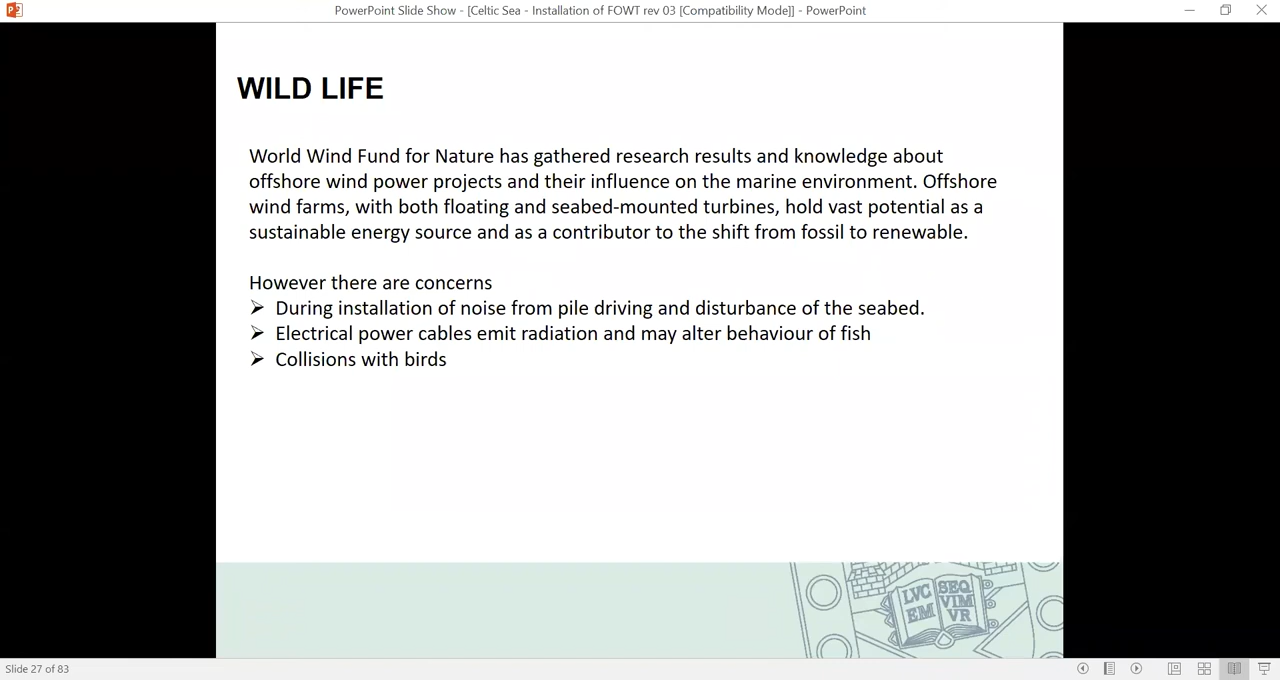 PowerPoint Slide Show - [Celtic Sea - Installation of FOWT rev 03 [Compatibility Mode]] - PowerPoint
WILD LIFE
World Wind Fund for Nature has gathered research results and knowledge about
offshore wind power projects and their influence on the marine environment. Offshore
wind farms, with both floating and seabed-mounted turbines, hold vast potential as a
sustainable energy source and as a contributor to the shift from fossil to renewable.
However there are concerns
➢ During installation of noise from pile driving and disturbance of the seabed.
➢ Electrical power cables emit radiation and may alter behaviour of fish
➢ Collisions with birds
LVC SEQ
EM VIM
VR
Slide 27 of 83